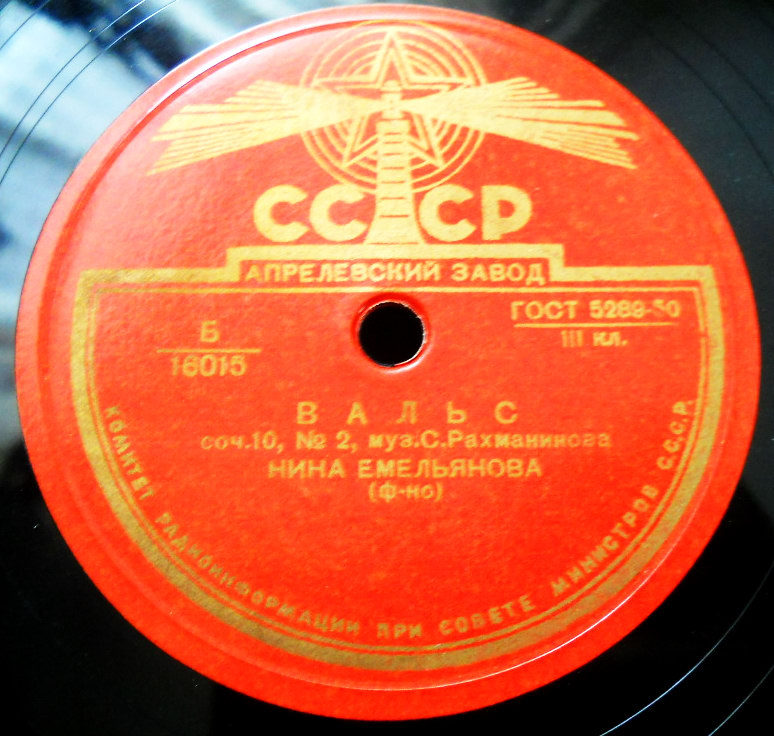 СССР
АПРЕЛЕВСКИЙ ЗАВОД
Б
16015
ГОСТ 5289-50
III кл.
ВАЛЬС
соч.10, № 2, муз.С.Рахманинова
НИНА ЕМЕЛЬЯНОВА
(ф-но)
КОМИТЕТ РАДИОИНФОРМАЦИИ ПРИ СОВЕТЕ МИНИСТРОВ С.С.С.Р.